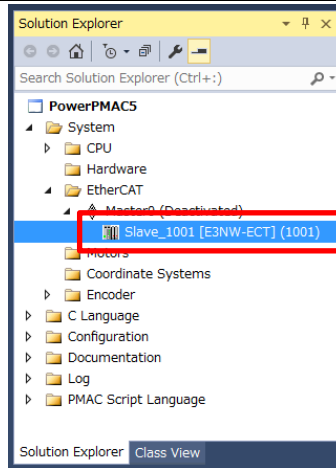 Solution Explorer
Search Solution Explorer (Ctrl+:)
PowerPMAC5
System
CPU
Hardware
EtherCAT
Master0 (Deactivated)
Slave_1001 [E3NW-ECT] (1001)
Motors
Coordinate Systems
Encoder
C Language
Configuration
Documentation
Log
PMAC Script Language
Solution Explorer Class View